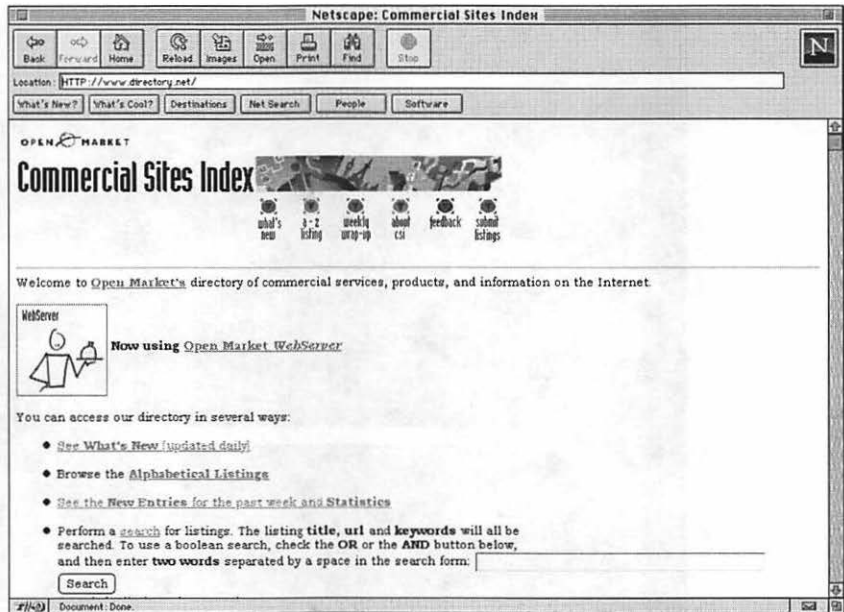 Netscape: Commercial Sites Index
Back Forward Home Reload Images Open Print Find Stop
N
Location: HTTP://www.directory.net/
What's New? What's Cool? Destinations Net Search People Software
OPEN MARKET
Commercial Sites Index
what's new a - z listing weekly wrap-up about csi feedback submit listings
Welcome to Open Market's directory of commercial services, products, and information on the Internet.
WebServer
Now using Open Market WebServer
You can access our directory in several ways:
See What's New [updated daily]
Browse the Alphabetical Listings
See the New Entries for the past week and Statistics
Perform a search for listings. The listing title, url and keywords will all be
searched. To use a boolean search, check the OR or the AND button below,
and then enter two words separated by a space in the search form:
Search
Document: Done.